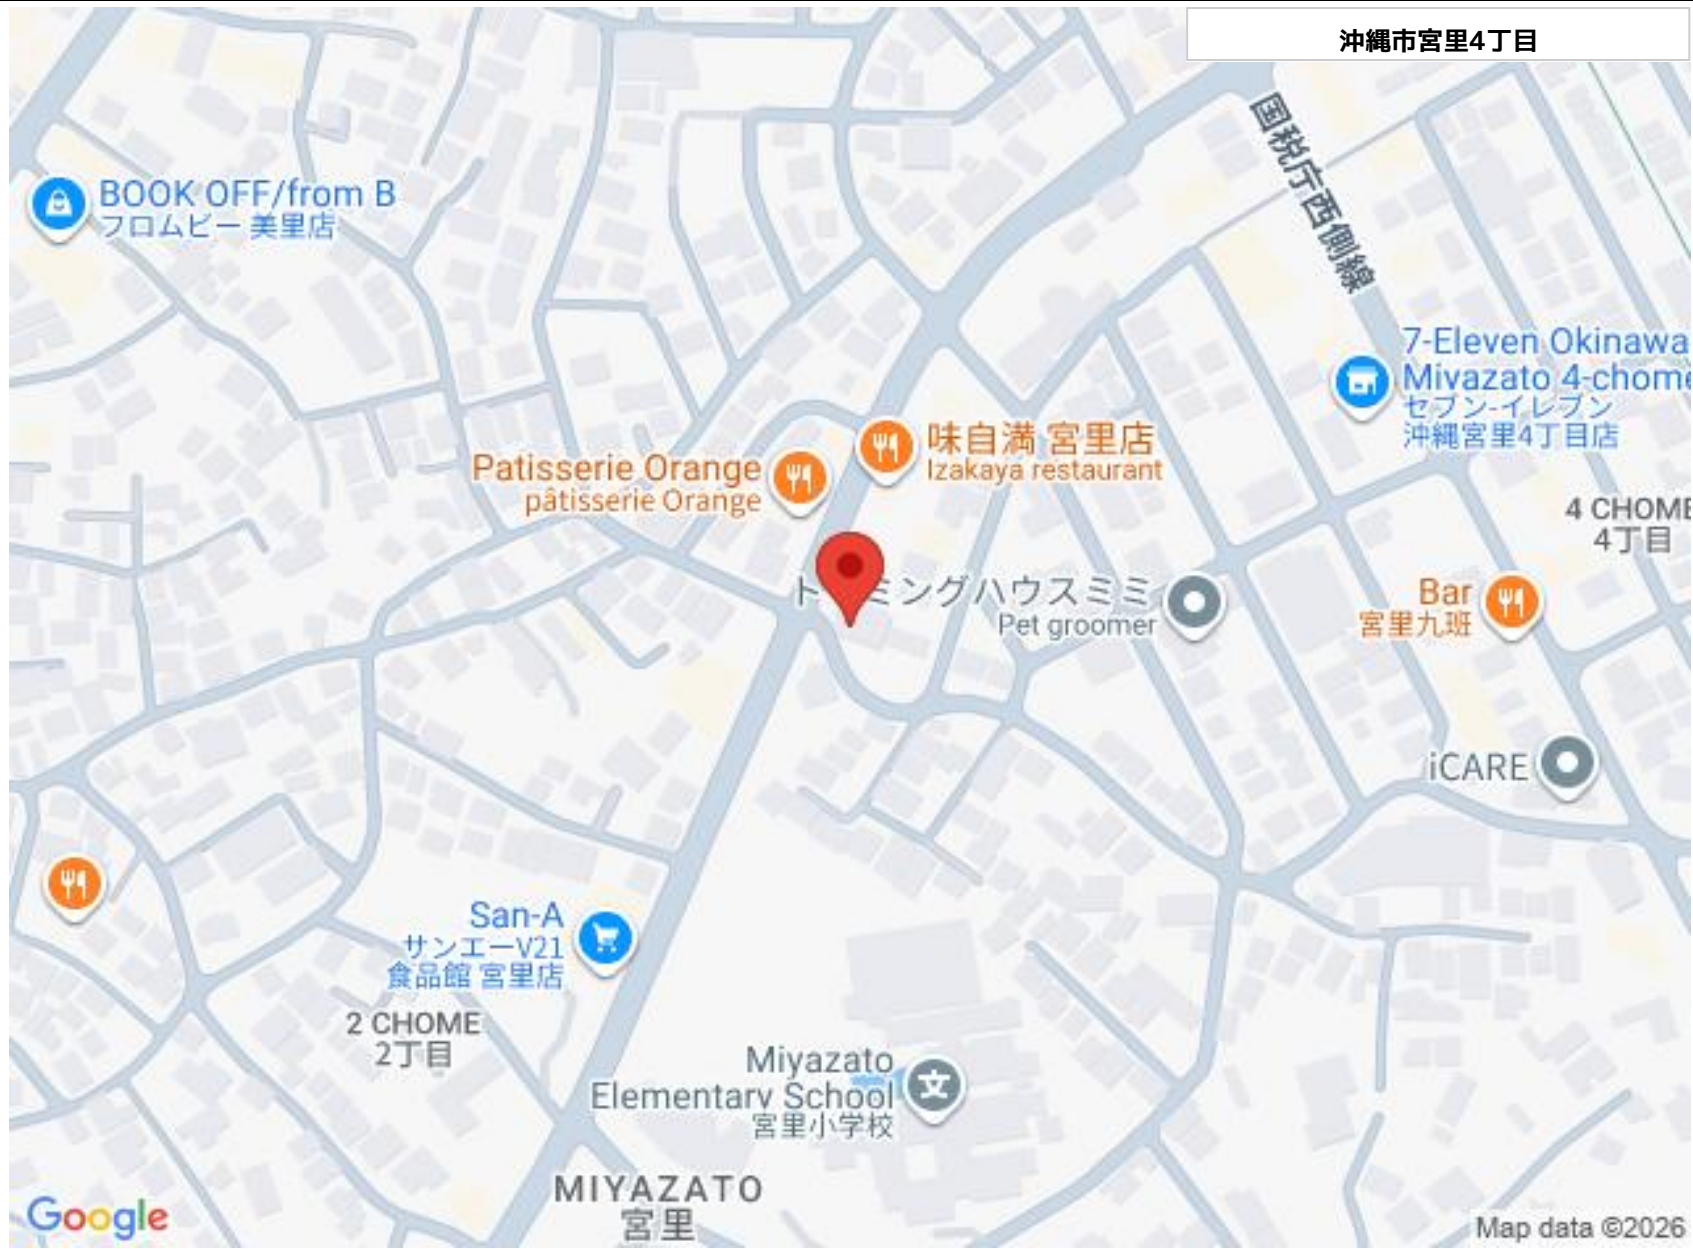 沖縄市宮里4丁目
国税庁西側線
BOOK OFF/from B
フロムビー 美里店
7-Eleven Okinawa
Miyazato 4-chome
セブン-イレブン
沖縄宮里4丁目店
味自満 宮里店
Izakaya restaurant
Patisserie Orange
pâtisserie Orange
4 CHOME
4丁目
ト ミングハウスミミ
Pet groomer
Bar
宮里九班
iCARE
San-A
サンエーV21
食品館 宮里店
2 CHOME
2丁目
Miyazato
Elementary School
宮里小学校
文
MIYAZATO
宮里
Google
Map data ©2026